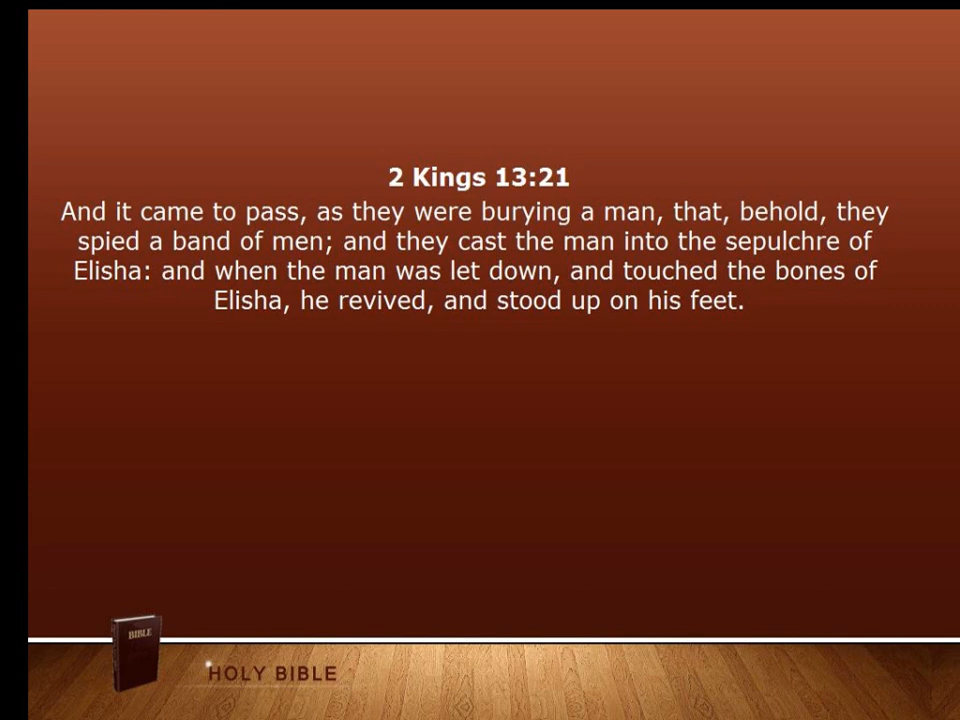 2 Kings 13:21
And it came to pass, as they were burying a man, that, behold, they
spied a band of men; and they cast the man into the sepulchre of
Elisha: and when the man was let down, and touched the bones of
Elisha, he revived, and stood up on his feet.
BIBLE
HOLY BIBLE